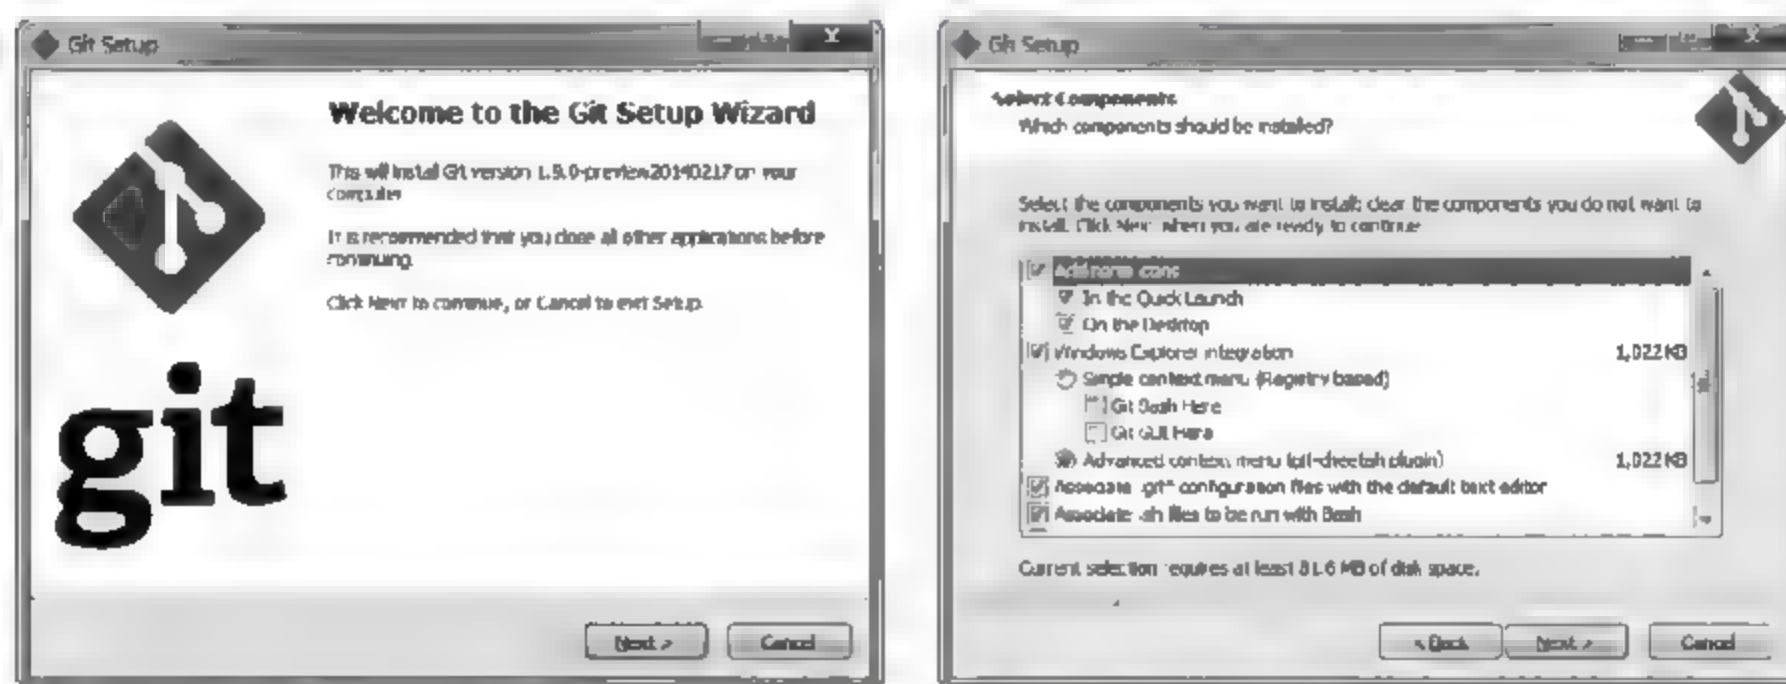 Git Setup
Welcome to the Git Setup Wizard
This will install Git version 1.9.0-preview20140217 on your
computer.
It is recommended that you close all other applications before
continuing.
Click Next to continue, or Cancel to exit Setup.
git
Next >
Cancel
Git Setup
Select Components
Which components should be installed?
Select the components you want to install; clear the components you do not want to
install. Click Next when you are ready to continue.
Additional icons
In the Quick Launch
On the Desktop
Windows Explorer integration 1,022 KB
Simple context menu (Registry based)
Git Bash Here
Git GUI Here
Advanced context menu (git-cheetah plugin) 1,022 KB
Associate .git* configuration files with the default text editor
Associate .sh files to be run with Bash
Current selection requires at least 81.6 MB of disk space.
< Back
Next >
Cancel